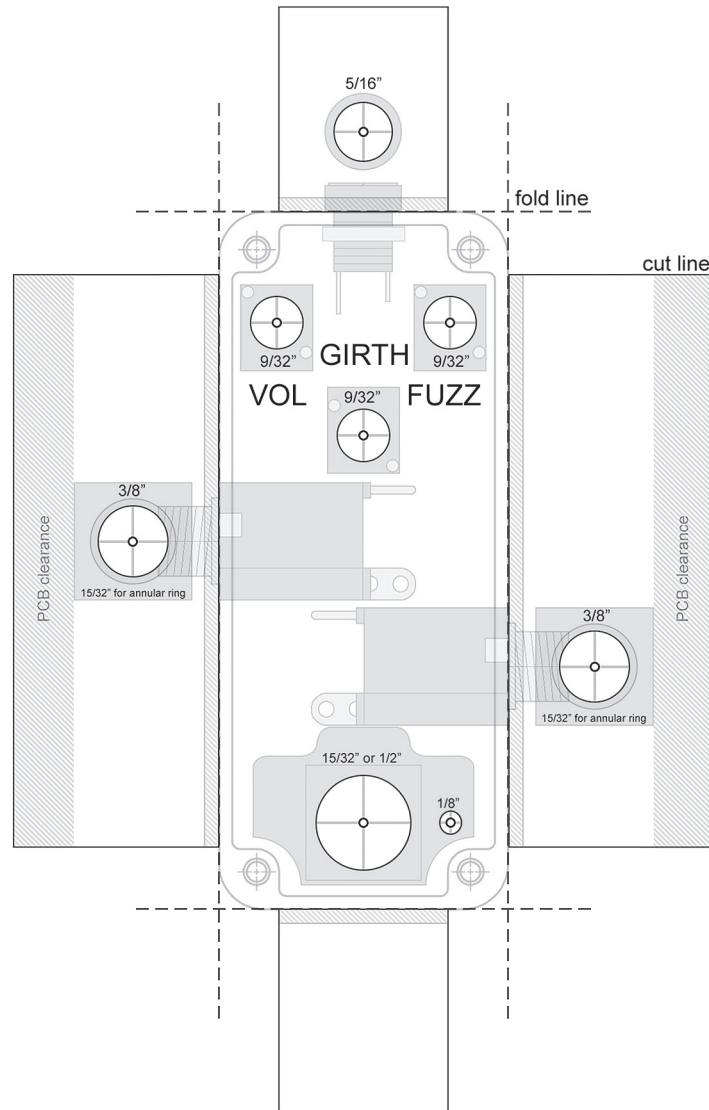 5/16”
fold line
cut line
9/32”
GIRTH
9/32”
VOL
9/32”
FUZZ
3/8”
15/32” for annular ring
PCB clearance
3/8”
15/32” for annular ring
PCB clearance
15/32” or 1/2”
1/8”